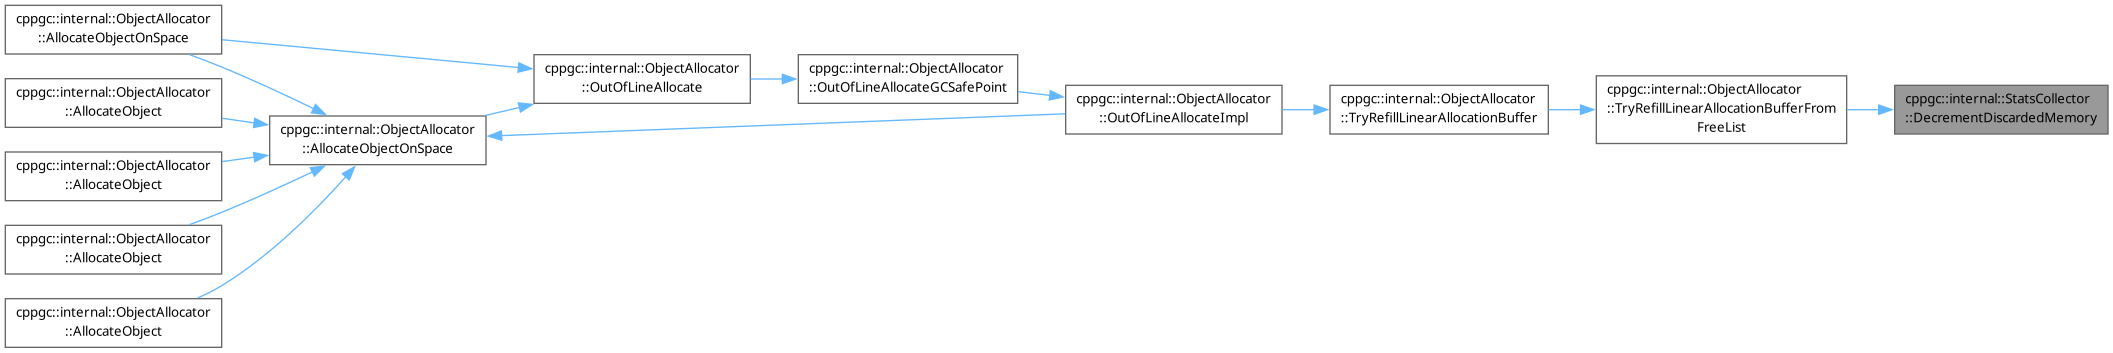 cppgc::internal::ObjectAllocator
::AllocateObjectOnSpace
cppgc::internal::ObjectAllocator
::AllocateObject
cppgc::internal::ObjectAllocator
::AllocateObject
cppgc::internal::ObjectAllocator
::AllocateObject
cppgc::internal::ObjectAllocator
::AllocateObject
cppgc::internal::ObjectAllocator
::AllocateObjectOnSpace
cppgc::internal::ObjectAllocator
::OutOfLineAllocate
cppgc::internal::ObjectAllocator
::OutOfLineAllocateGCSafePoint
cppgc::internal::ObjectAllocator
::OutOfLineAllocateImpl
cppgc::internal::ObjectAllocator
::TryRefillLinearAllocationBuffer
cppgc::internal::ObjectAllocator
::TryRefillLinearAllocationBufferFrom
FreeList
cppgc::internal::StatsCollector
::DecrementDiscardedMemory